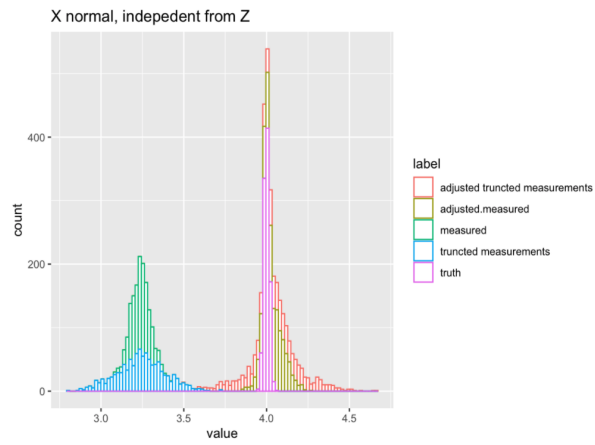 X normal, indepedent from Z
400
200
0
count
3.0 3.5 4.0 4.5
value
label
adjusted truncted measurements
adjusted.measured
measured
truncted measurements
truth